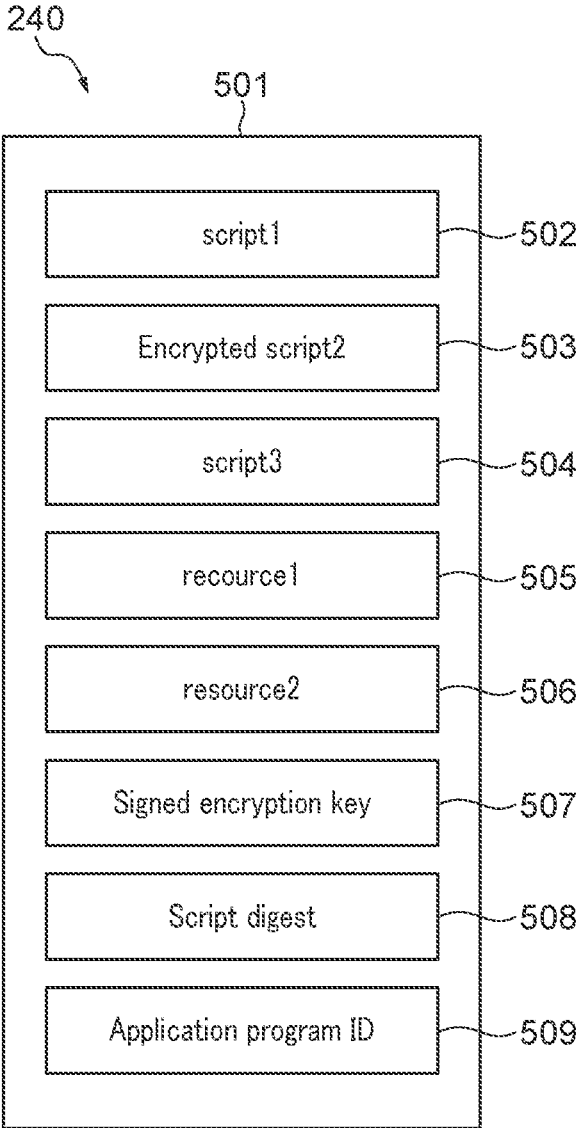 240
501
script1
502
Encrypted script2
503
script3
504
recource1
505
resource2
506
Signed encryption key
507
Script digest
508
Application program ID
509